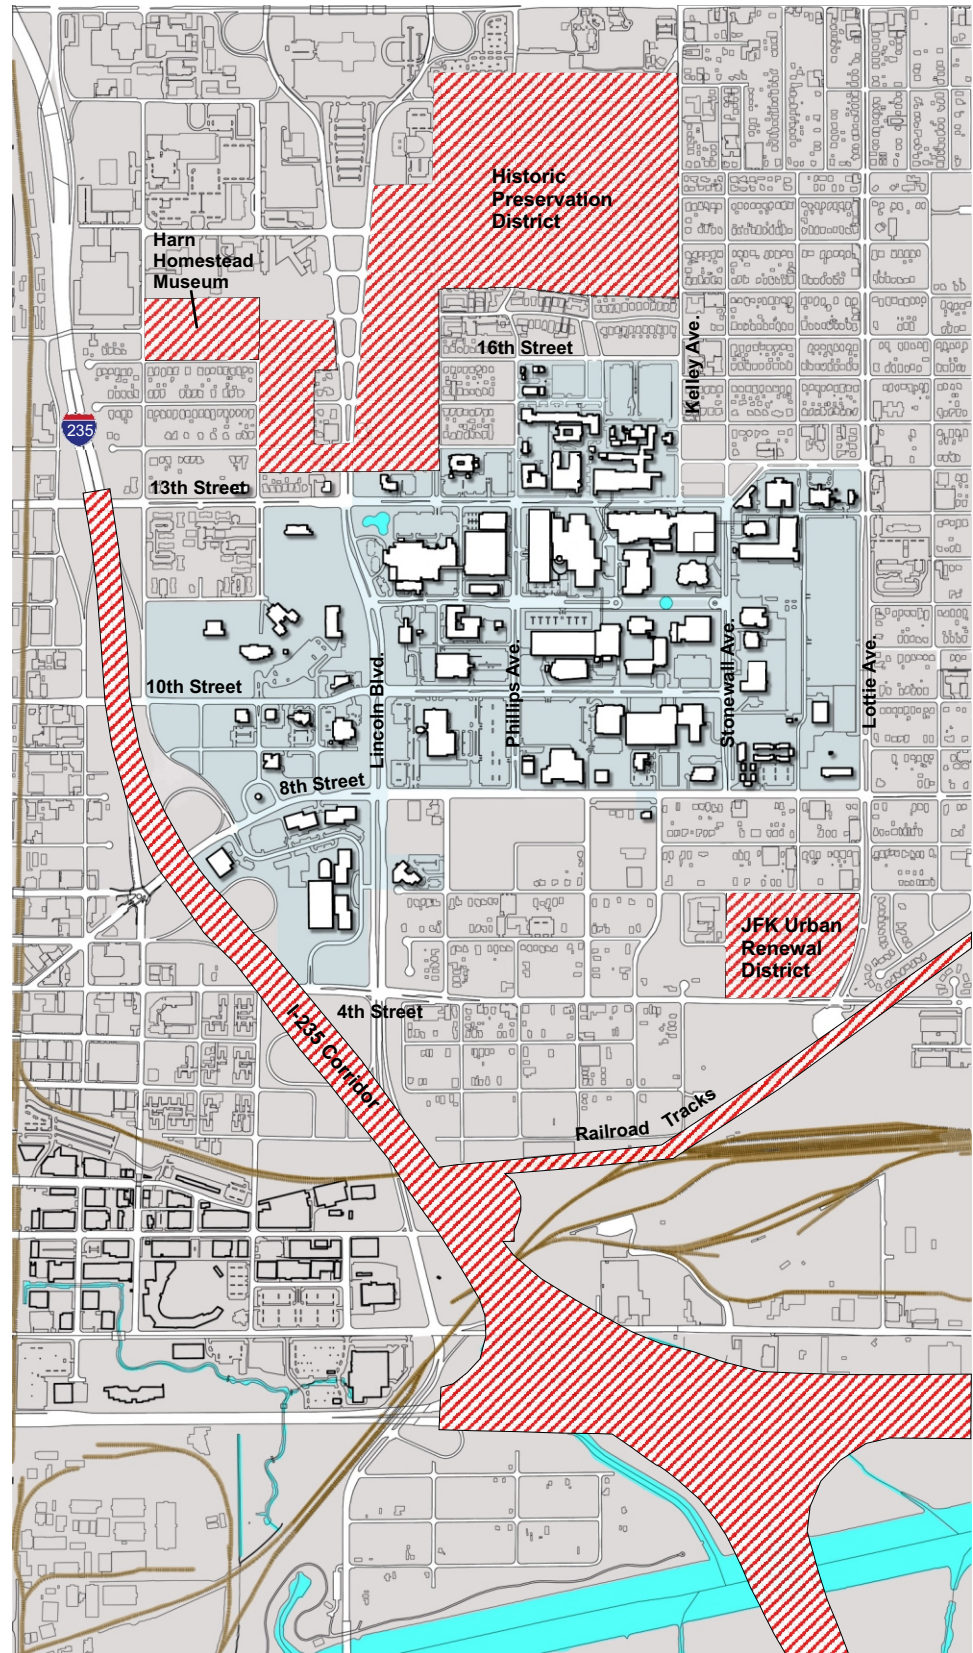 Historic
Preservation
District
Harn
Homestead
Museum
16th Street
Kelley Ave.
235
13th Street
10th Street
Lincoln Blvd.
Phillips Ave.
Stonewall Ave.
Lottie Ave.
8th Street
JFK Urban
Renewal
District
I-235 Corridor
4th Street
Railroad Tracks